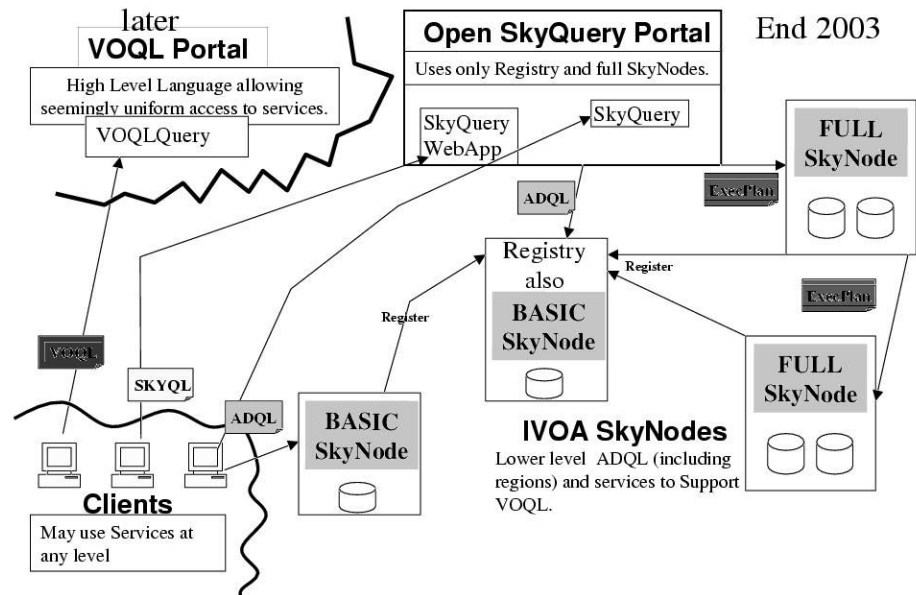 later
VOQL Portal
High Level Language allowing
seemingly uniform access to services.
VOQLQuery
Open SkyQuery Portal
Uses only Registry and full SkyNodes.
SkyQuery
WebApp
SkyQuery
End 2003
FULL
SkyNode
ExecPlan
ADQL
Registry
also
BASIC
SkyNode
Register
ExecPlan
Register
FULL
SkyNode
VOQL
SKYQL
ADQL
BASIC
SkyNode
IVOA SkyNodes
Lower level ADQL (including
regions) and services to Support
VOQL.
Clients
May use Services at
any level